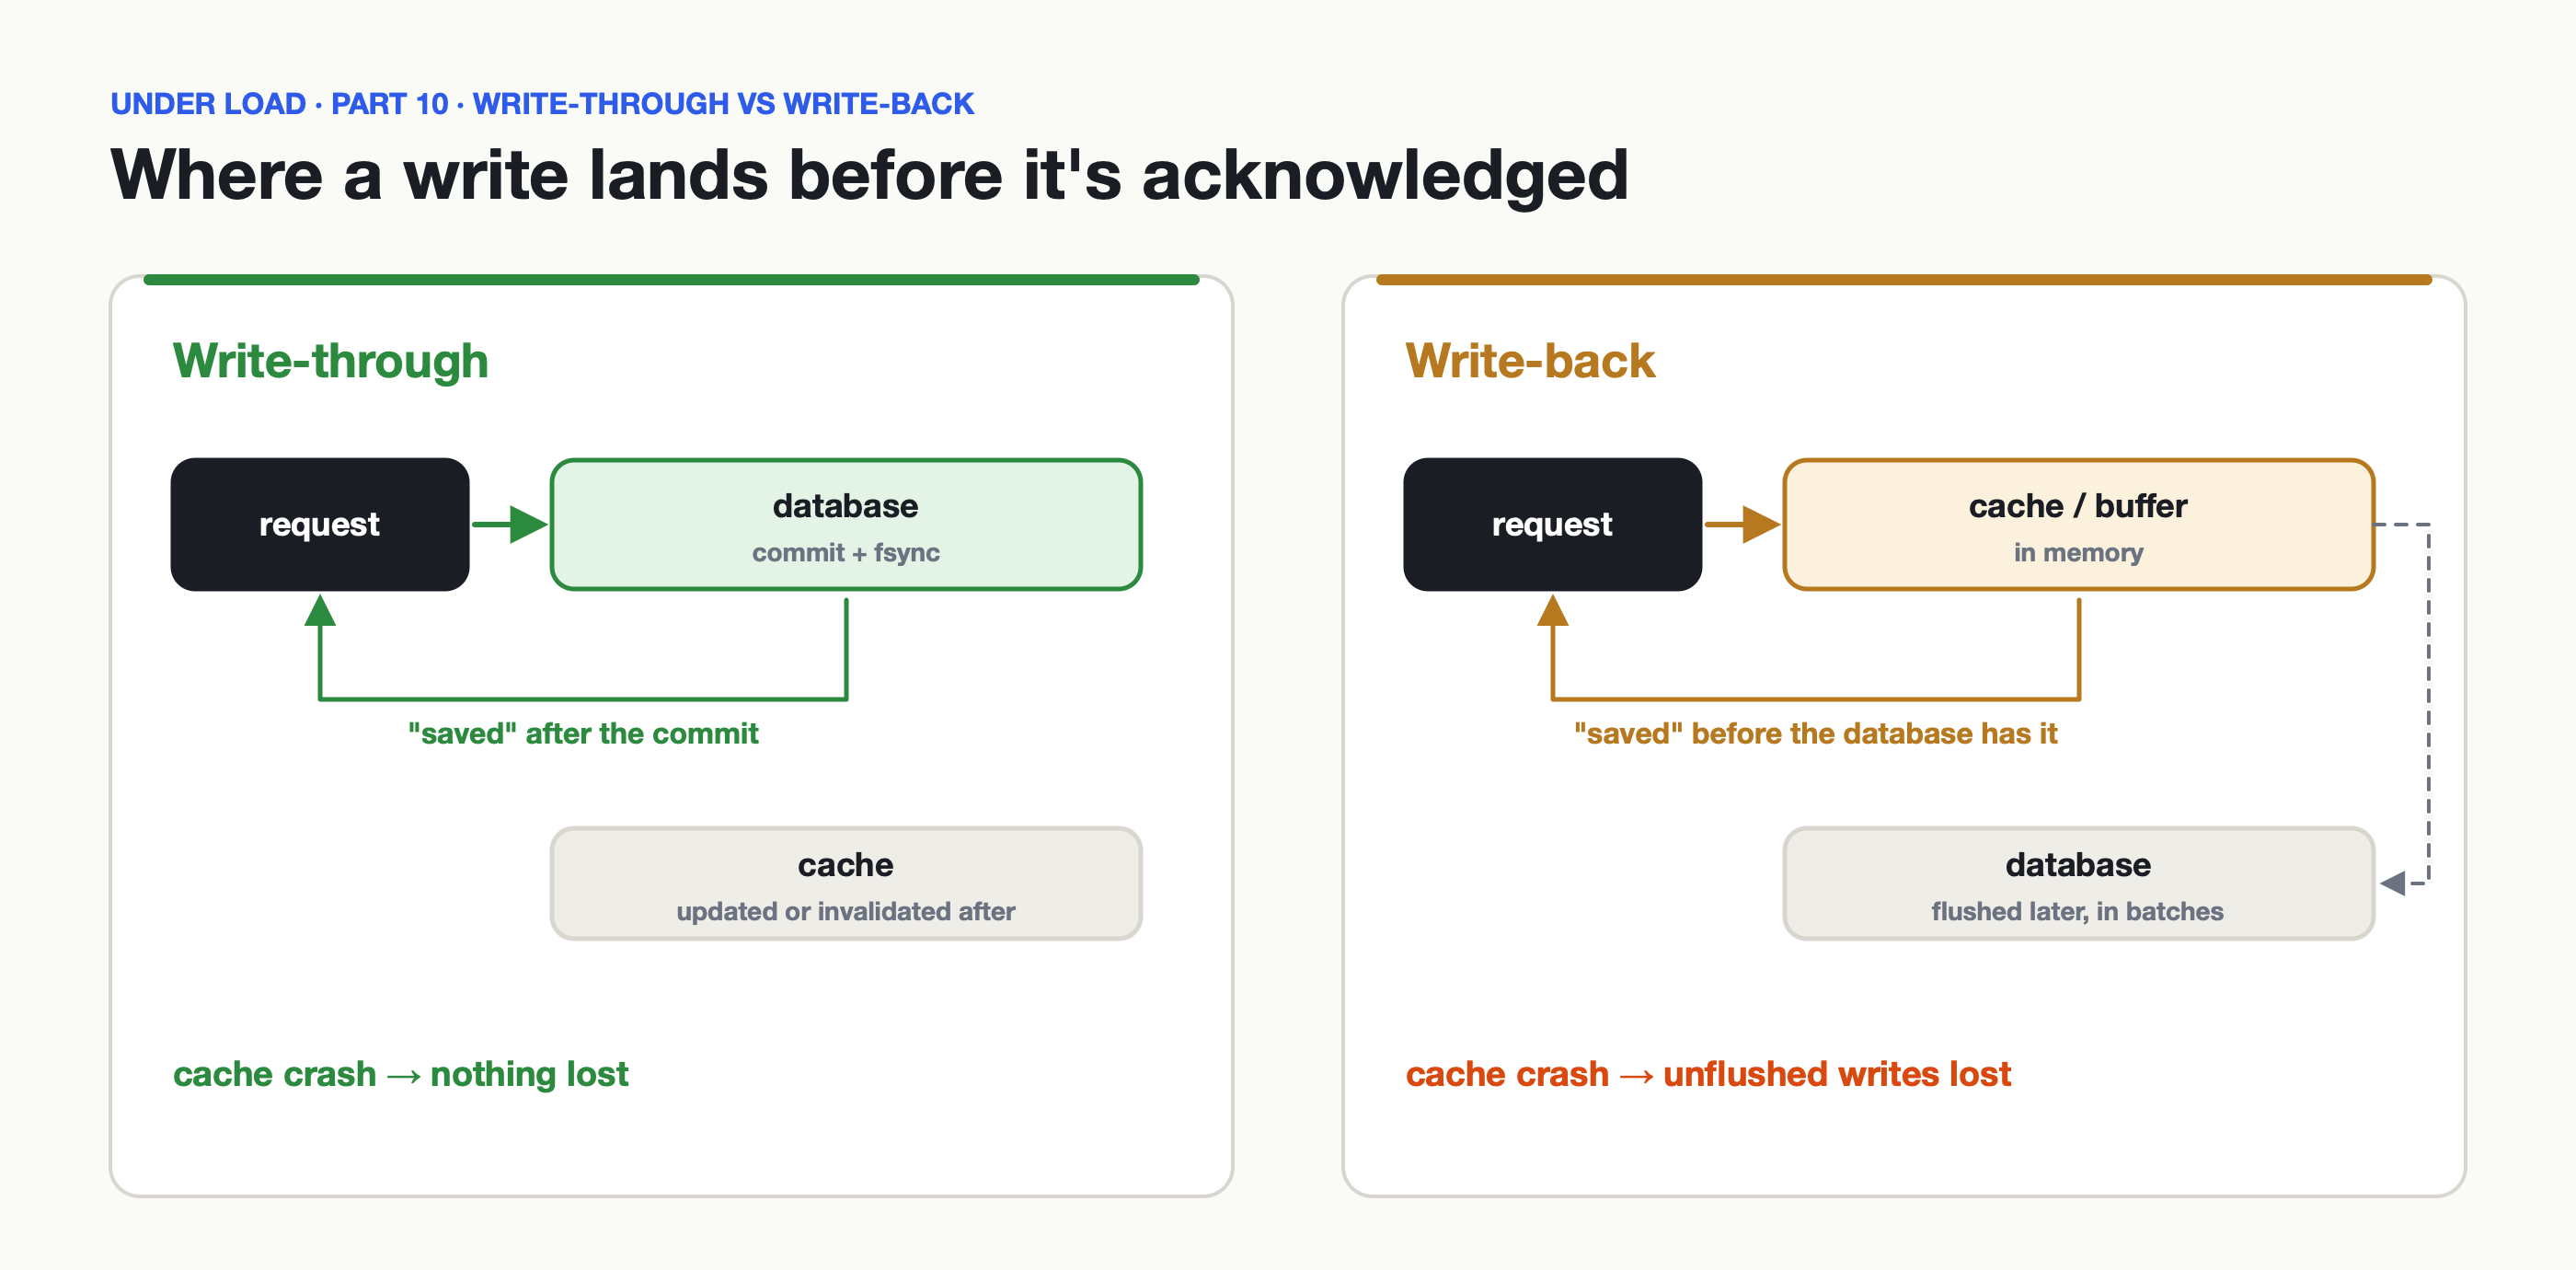 UNDER LOAD · PART 10 · WRITE-THROUGH VS WRITE-BACK
Where a write lands before it's acknowledged
Write-through
request
database
commit + fsync
"saved" after the commit
cache
updated or invalidated after
cache crash → nothing lost
Write-back
request
cache / buffer
in memory
"saved" before the database has it
database
flushed later, in batches
cache crash → unflushed writes lost